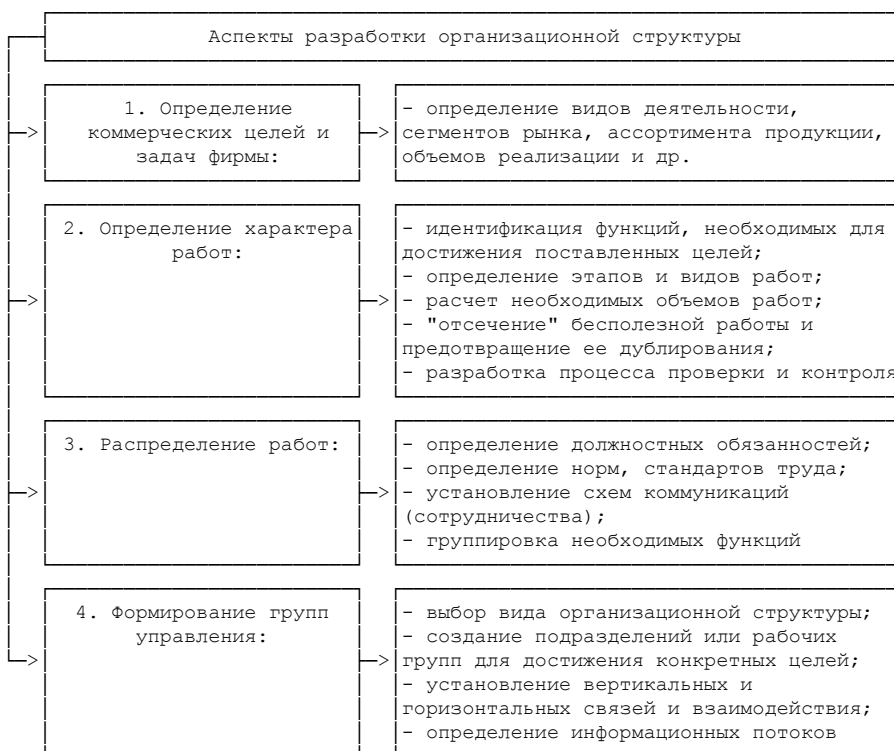 Аспекты разработки организационной структуры
1. Определение
коммерческих целей и
задач фирмы:
- определение видов деятельности,
сегментов рынка, ассортимента продукции,
объемов реализации и др.
2. Определение характера
работ:
- идентификация функций, необходимых для
достижения поставленных целей;
- определение этапов и видов работ;
- расчет необходимых объемов работ;
- "отсечение" бесполезной работы и
предотвращение ее дублирования;
- разработка процесса проверки и контроля
3. Распределение работ:
- определение должностных обязанностей;
- определение норм, стандартов труда;
- установление схем коммуникаций
(сотрудничества);
- группировка необходимых функций
4. Формирование групп
управления:
- выбор вида организационной структуры;
- создание подразделений или рабочих
групп для достижения конкретных целей;
- установление вертикальных и
горизонтальных связей и взаимодействия;
- определение информационных потоков